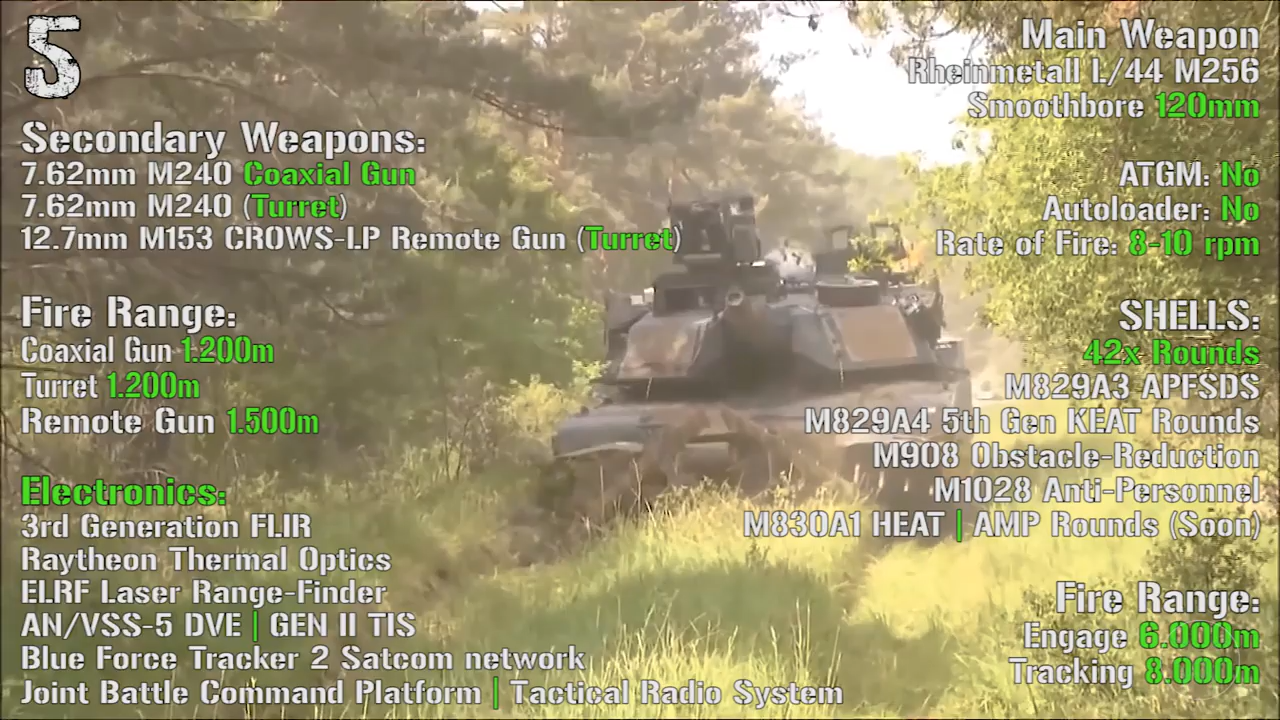 5
Secondary Weapons:
7.62mm M240 Coaxial Gun
7.62mm M240 (Turret)
12.7mm M153 CROWS-LP Remote Gun (Turret)
Fire Range:
Coaxial Gun 1.200m
Turret 1.200m
Remote Gun 1.500m
Electronics:
3rd Generation FLIR
Raytheon Thermal Optics
ELRF Laser Range-Finder
AN/VSS-5 DVE | GEN II TIS
Blue Force Tracker 2 Satcom network
Joint Battle Command Platform | Tactical Radio System
Main Weapon
Rheinmetall L/44 M256
Smoothbore 120mm
ATGM: No
Autoloader: No
Rate of Fire: 8-10 rpm
SHELLS:
42x Rounds
M829A3 APFSDS
M829A4 5th Gen KEAT Rounds
M908 Obstacle-Reduction
M1028 Anti-Personnel
M830A1 HEAT | AMP Rounds (Soon)
Fire Range:
Engage 6.000m
Tracking 8.000m